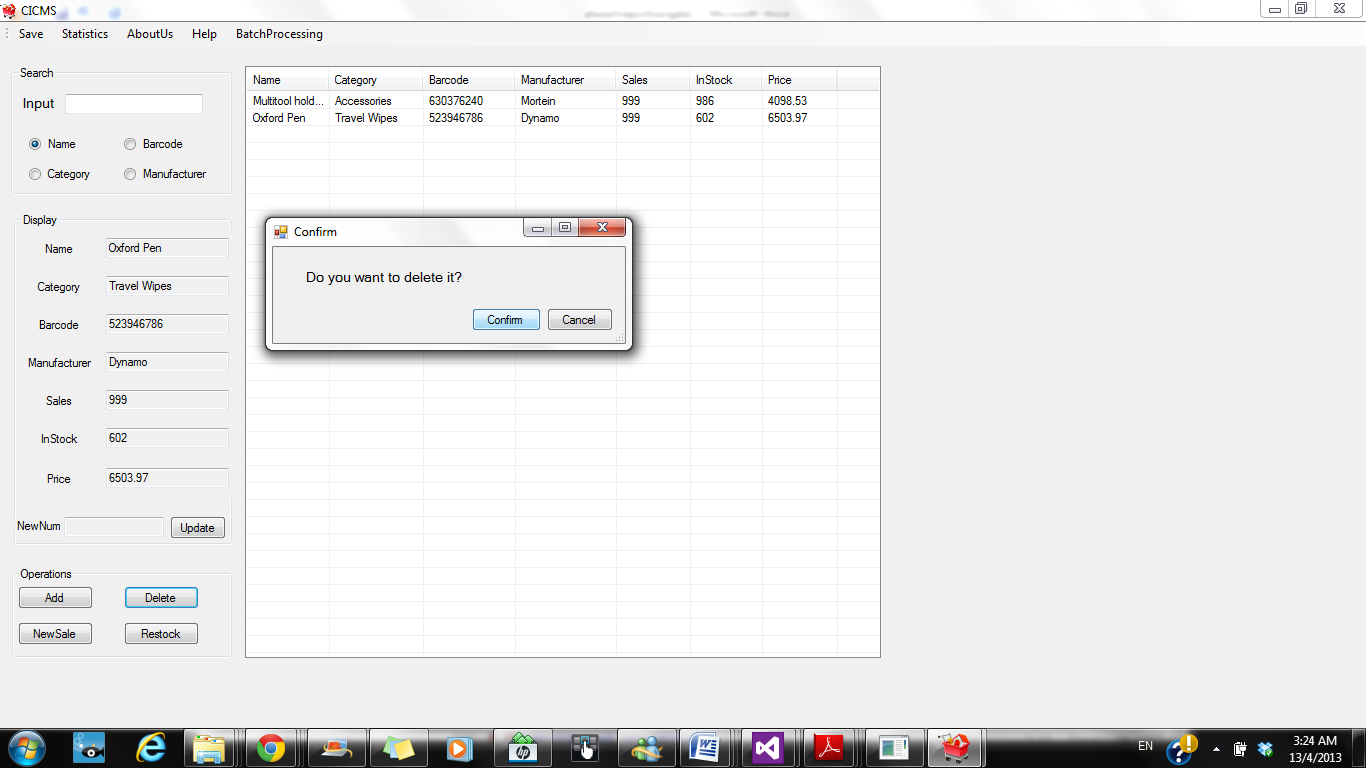 CICMS
Save Statistics AboutUs Help BatchProcessing
Search
Input
Name Barcode
Category Manufacturer
Display
Name Oxford Pen
Category Travel Wipes
Barcode 523946786
Manufacturer Dynamo
Sales 999
InStock 602
Price 6503.97
NewNum Update
Operations
Add Delete
NewSale Restock
Name Category Barcode Manufacturer Sales InStock Price
Multitool hold... Accessories 630376240 Mortein 999 986 4098.53
Oxford Pen Travel Wipes 523946786 Dynamo 999 602 6503.97
Confirm
Do you want to delete it?
Confirm Cancel
hp
EN
3:24 AM
13/4/2013